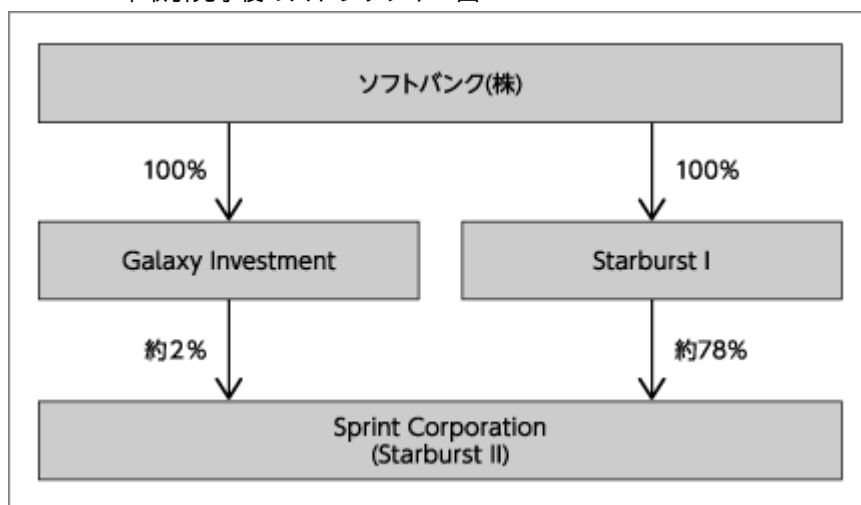 ソフトバンク(株)
100%
100%
Galaxy Investment
Starburst I
約2%
約78%
Sprint Corporation
(Starburst II)